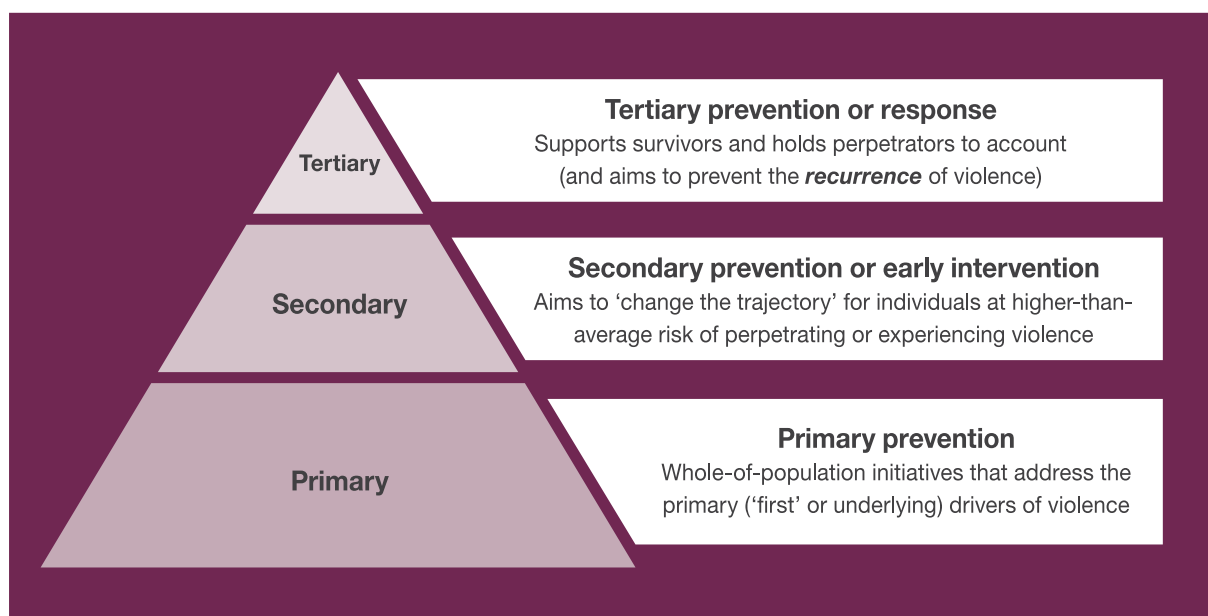 Tertiary
Tertiary prevention or response
Supports survivors and holds perpetrators to account
(and aims to prevent the recurrence of violence)
Secondary
Secondary prevention or early intervention
Aims to ‘change the trajectory’ for individuals at higher-than-
average risk of perpetrating or experiencing violence
Primary
Primary prevention
Whole-of-population initiatives that address the
primary (‘first’ or underlying) drivers of violence